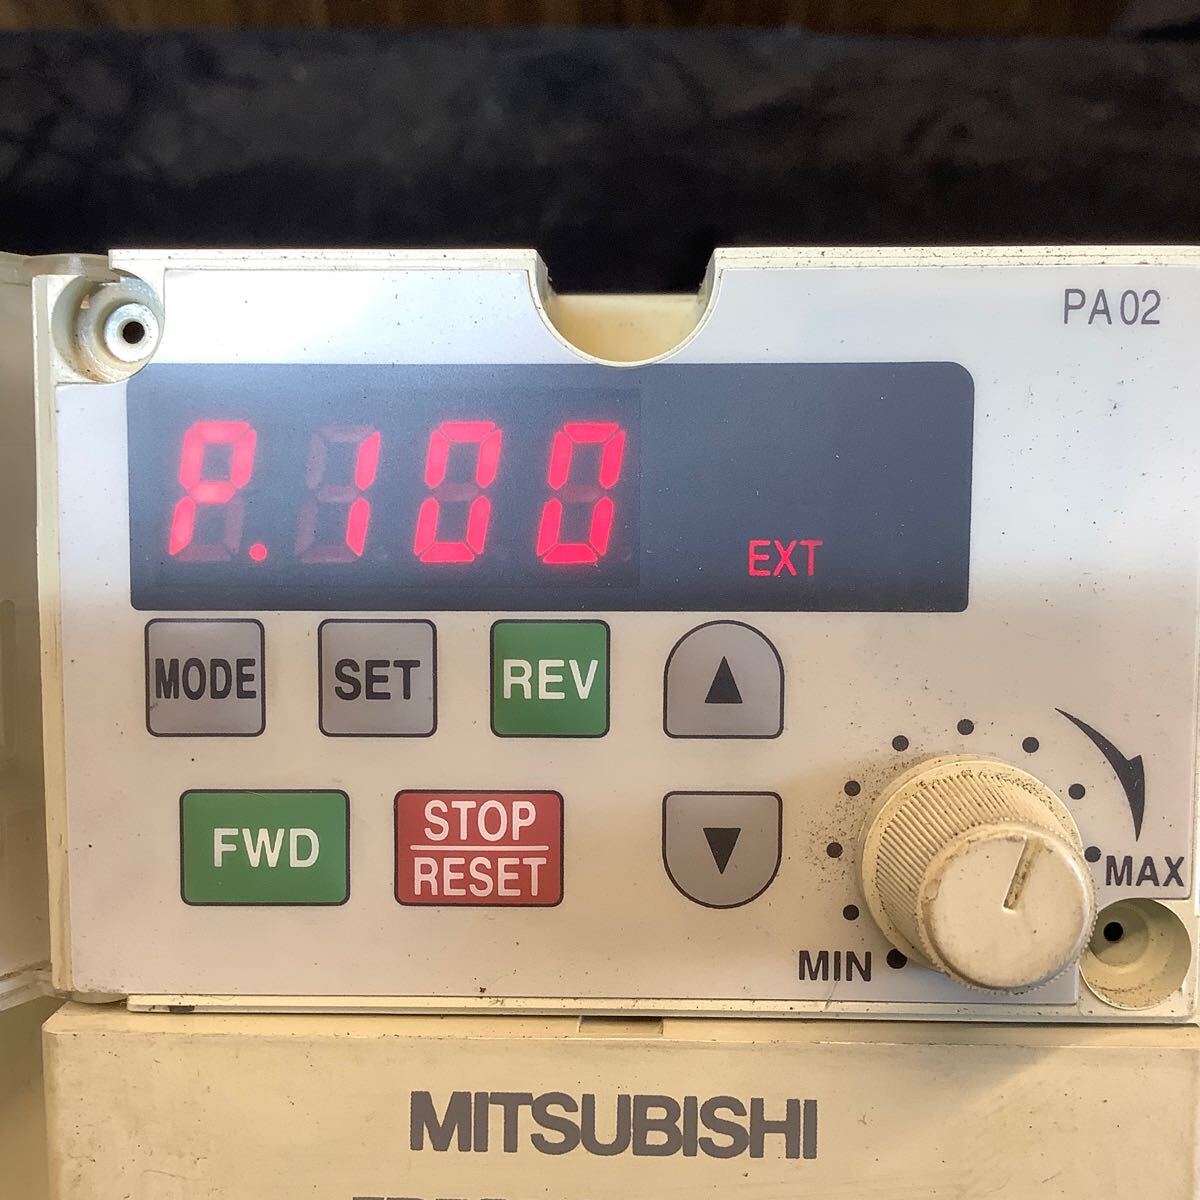 PA02
P.100
EXT
MODE SET REV ▲
FWD STOP RESET ▼
MAX
MIN
MITSUBISHI